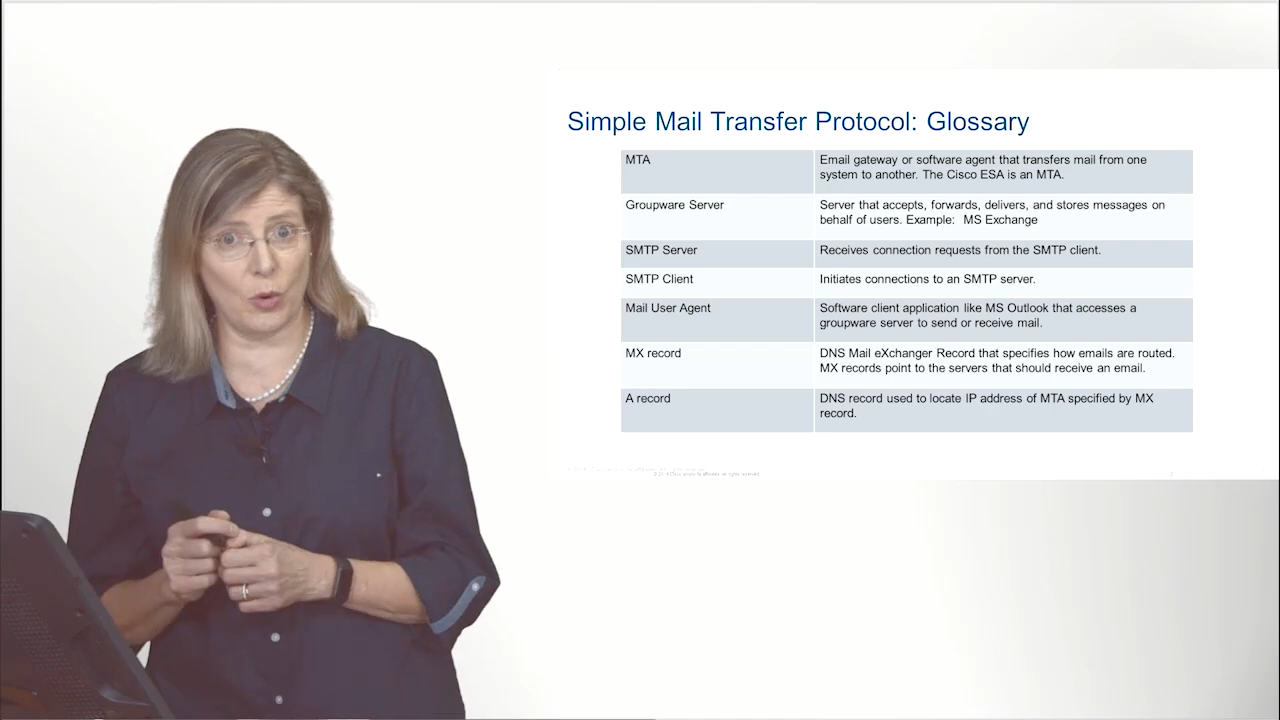 Simple Mail Transfer Protocol: Glossary
MTA
Email gateway or software agent that transfers mail from one
system to another. The Cisco ESA is an MTA.
Groupware Server
Server that accepts, forwards, delivers, and stores messages on
behalf of users. Example: MS Exchange
SMTP Server
Receives connection requests from the SMTP client.
SMTP Client
Initiates connections to an SMTP server.
Mail User Agent
Software client application like MS Outlook that accesses a
groupware server to send or receive mail.
MX record
DNS Mail eXchanger Record that specifies how emails are routed.
MX records point to the servers that should receive an email.
A record
DNS record used to locate IP address of MTA specified by MX
record.